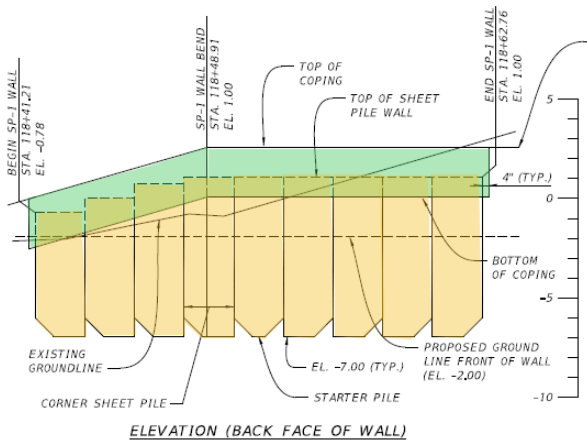 BEGIN SP-1 WALL
STA. 118+41.21
EL. -0.78
SP-1 WALL BEND
STA. 118+48.91
EL. 1.00
TOP OF
COPING
TOP OF SHEET
PILE WALL
END SP-1 WALL
STA. 118+62.76
EL. 1.00
5
4" (TYP.)
0
BOTTOM
OF COPING
-5
EXISTING
GROUNDLINE
EL. -7.00 (TYP.)
PROPOSED GROUND
LINE FRONT OF WALL
(EL. -2.00)
CORNER SHEET PILE
STARTER PILE
-10
ELEVATION (BACK FACE OF WALL)